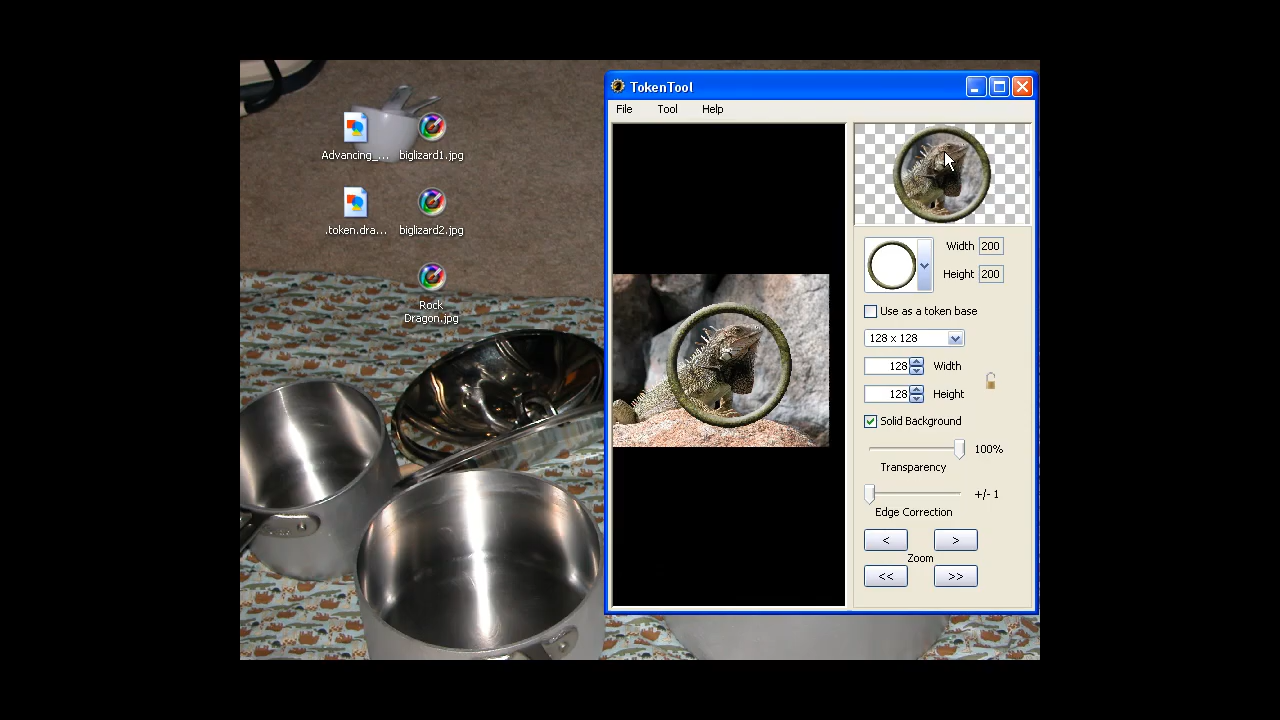 TokenTool
File Tool Help
Advancing_... biglizard1.jpg
.token.dra... biglizard2.jpg
Rock
Dragon.jpg
Width 200
Height 200
Use as a token base
128 x 128
128 Width
128 Height
Solid Background
100%
Transparency
+/- 1
Edge Correction
< >
Zoom
<< >>